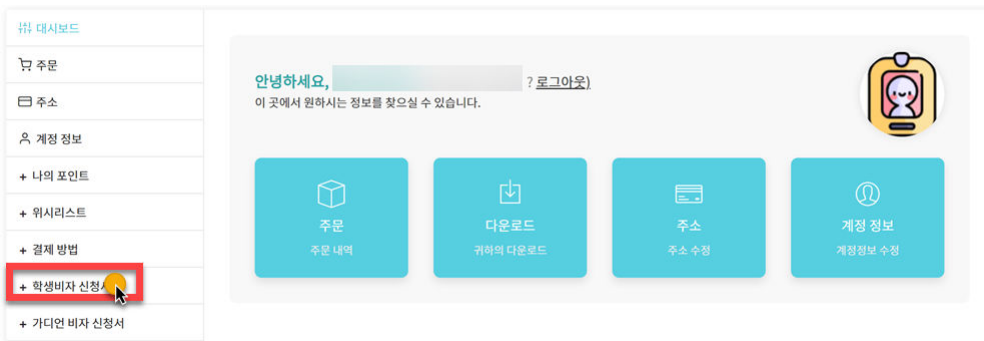 대시보드
주문
주소
계정 정보
+ 나의 포인트
+ 위시리스트
+ 결제 방법
+ 학생비자 신청
+ 가디언 비자 신청서
안녕하세요, ? 로그아웃)
이 곳에서 원하시는 정보를 찾으실 수 있습니다.
주문
주문 내역
다운로드
귀하의 다운로드
주소
주소 수정
계정 정보
계정정보 수정